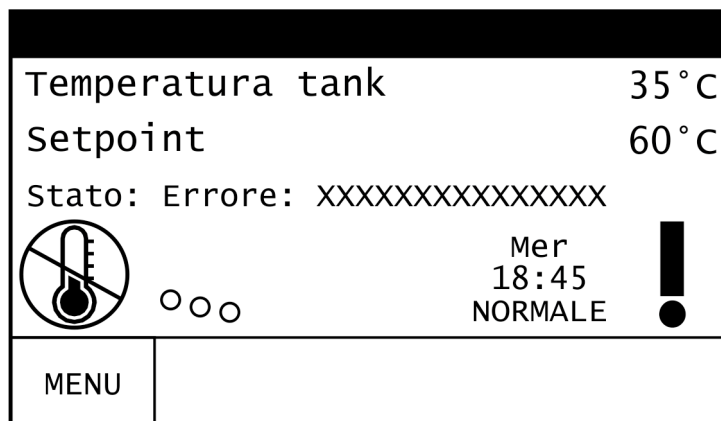 Temperatura tank 35°C
Setpoint 60°C
Stato: Errore: XXXXXXXXXXXXXXX
Mer
18:45
NORMALE
MENU